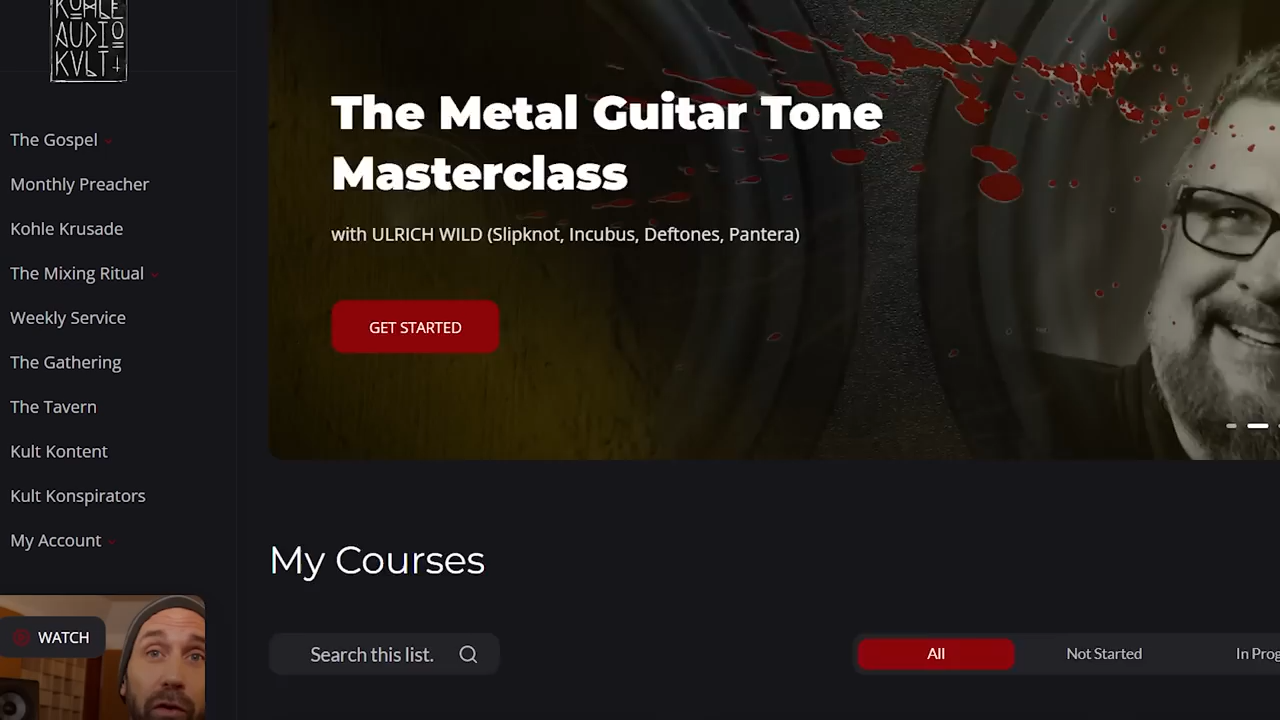 KOHLE
AUDIO
KVLT
The Gospel
Monthly Preacher
Kohle Krusade
The Mixing Ritual
Weekly Service
The Gathering
The Tavern
Kult Kontent
Kult Konspirators
My Account
WATCH
The Metal Guitar Tone
Masterclass
with ULRICH WILD (Slipknot, Incubus, Deftones, Pantera)
GET STARTED
My Courses
Search this list.
All
Not Started
In Prog